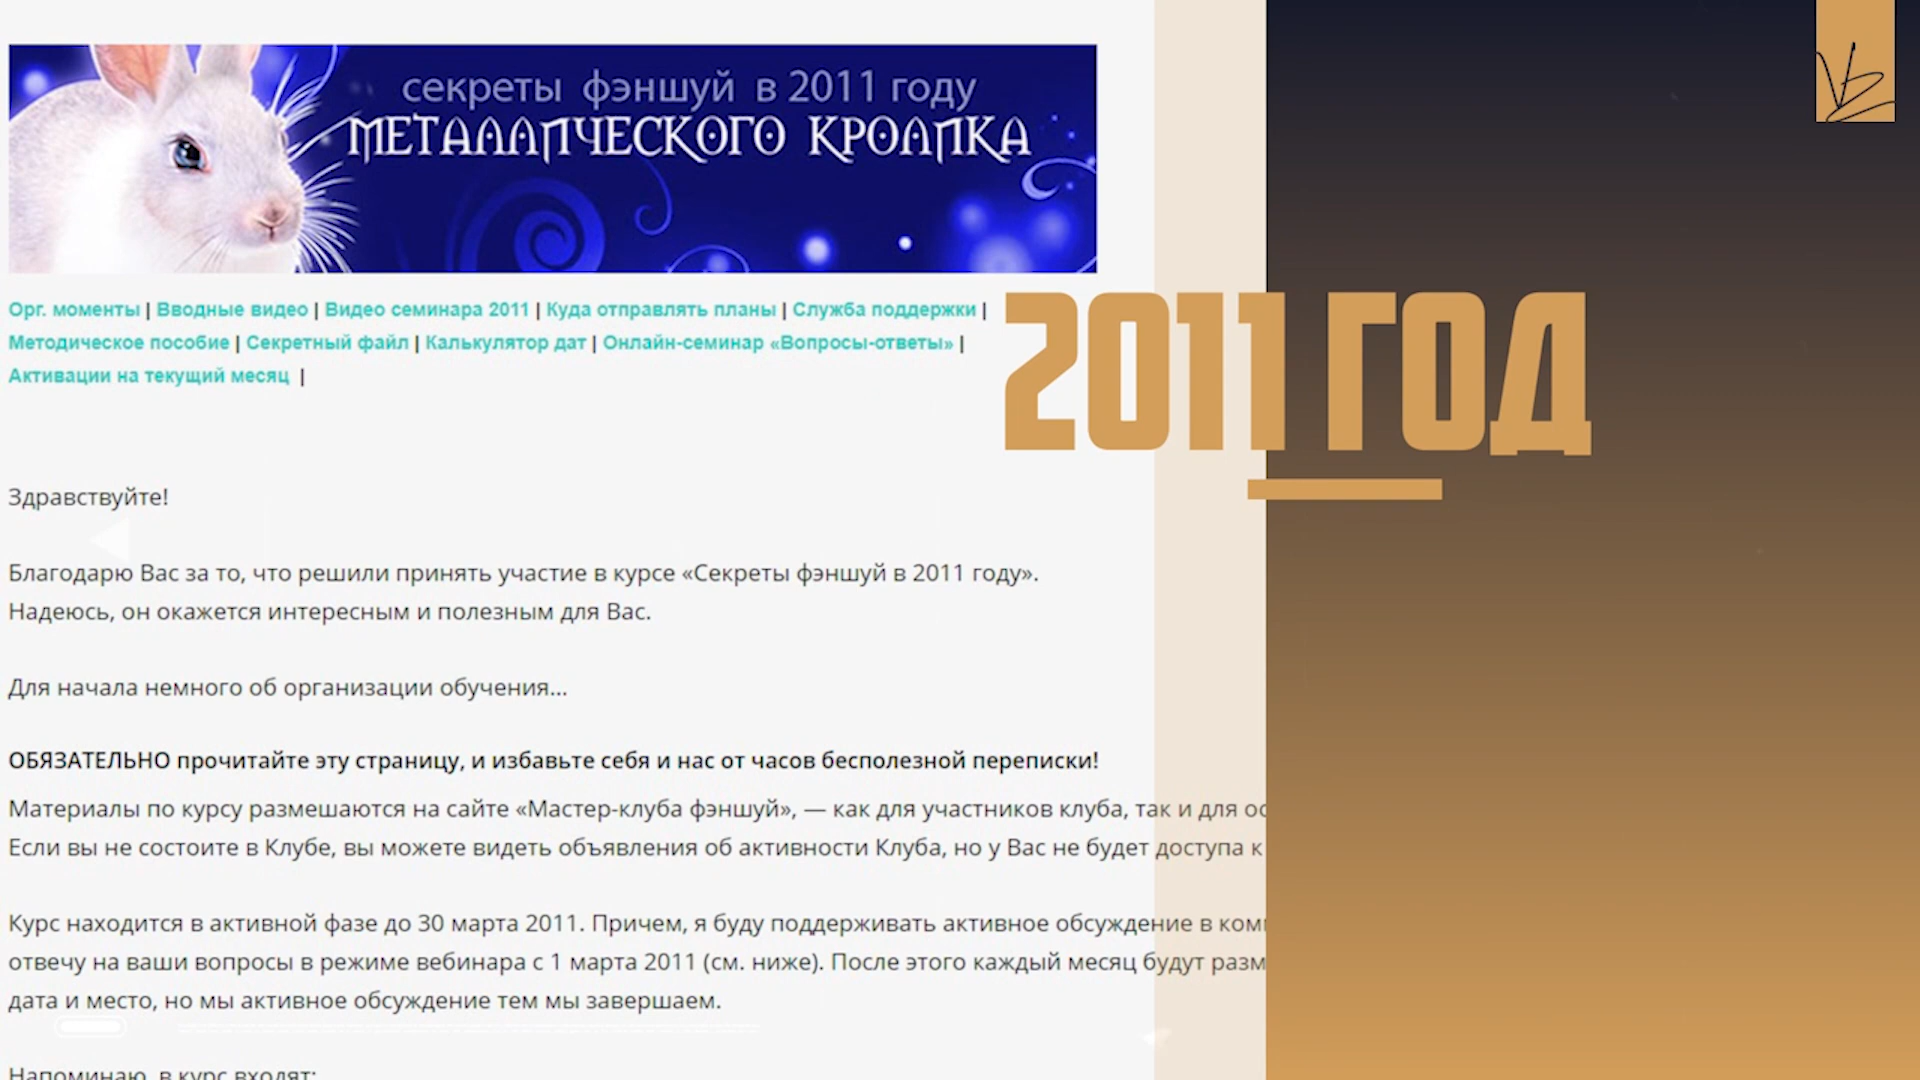 секреты фэншуй в 2011 году
МЕТАЛЛИЧЕСКОГО КРОЛИКА
Орг. моменты | Вводные видео | Видео семинара 2011 | Куда отправлять планы | Служба поддержки |
Методическое пособие | Секретный файл | Калькулятор дат | Онлайн-семинар «Вопросы-ответы» |
Активации на текущий месяц |
2011 ГОД
Здравствуйте!
Благодарю Вас за то, что решили принять участие в курсе «Секреты фэншуй в 2011 году».
Надеюсь, он окажется интересным и полезным для Вас.
Для начала немного об организации обучения...
ОБЯЗАТЕЛЬНО прочитайте эту страницу, и избавьте себя и нас от часов бесполезной переписки!
Материалы по курсу размешаются на сайте «Мастер-клуба фэншуй», — как для участников клуба, так и для
Если вы не состоите в Клубе, вы можете видеть объявления об активности Клуба, но у Вас не будет доступа к
Курс находится в активной фазе до 30 марта 2011. Причем, я буду поддерживать активное обсуждение в
отвечу на ваши вопросы в режиме вебинара с 1 марта 2011 (см. ниже). После этого каждый месяц будут
дата и место, но мы активное обсуждение тем мы завершаем.
Напоминаю, в курс входят: